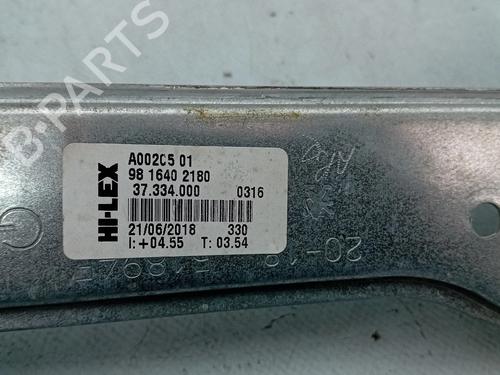 HI-LEX
A00205 01
98 1640 2180
37.334.000 0316
21/06/2018 330
I:+04.55 T: 03.54
B-PARTS